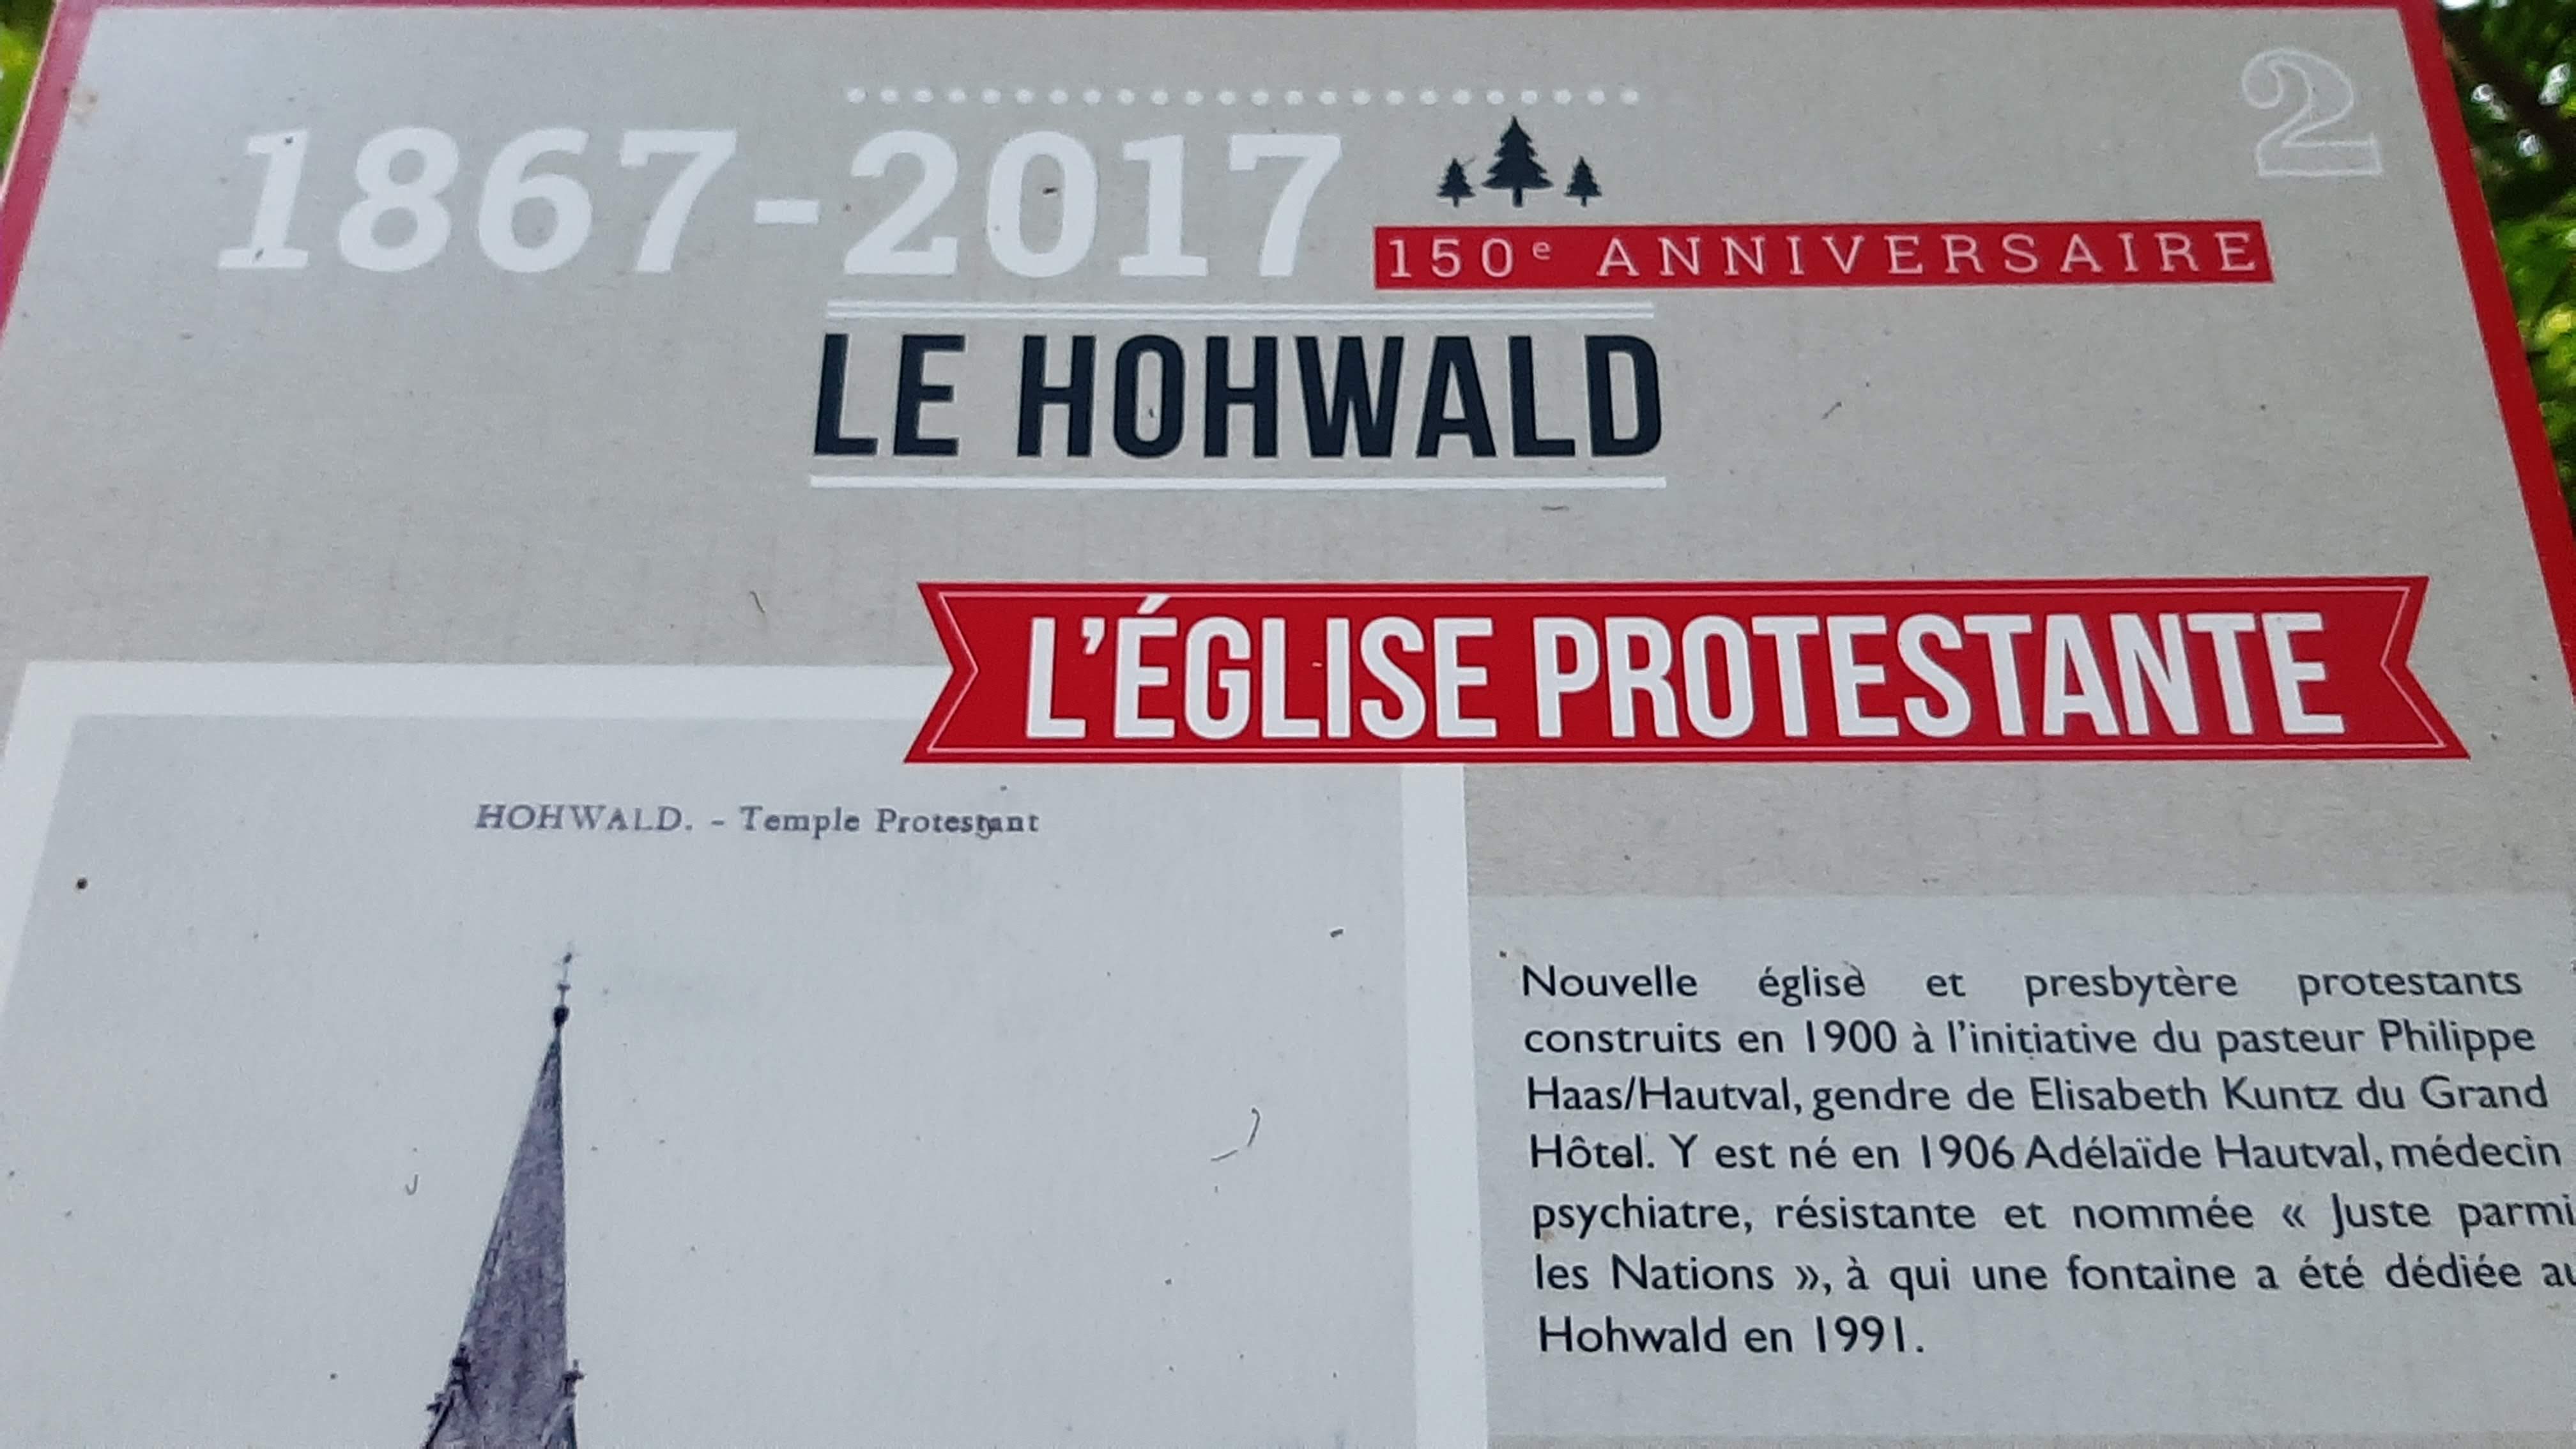 2
1867-2017
150e ANNIVERSAIRE
LE HOHWALD
L'ÉGLISE PROTESTANTE
HOHWALD. - Temple Protestant
Nouvelle église et presbytère protestants
construits en 1900 à l'initiative du pasteur Philippe
Haas/Hautval, gendre de Elisabeth Kuntz du Grand
Hôtel. Y est né en 1906 Adélaïde Hautval, médecin
psychiatre, résistante et nommée « Juste parmi
les Nations », à qui une fontaine a été dédiée au
Hohwald en 1991.